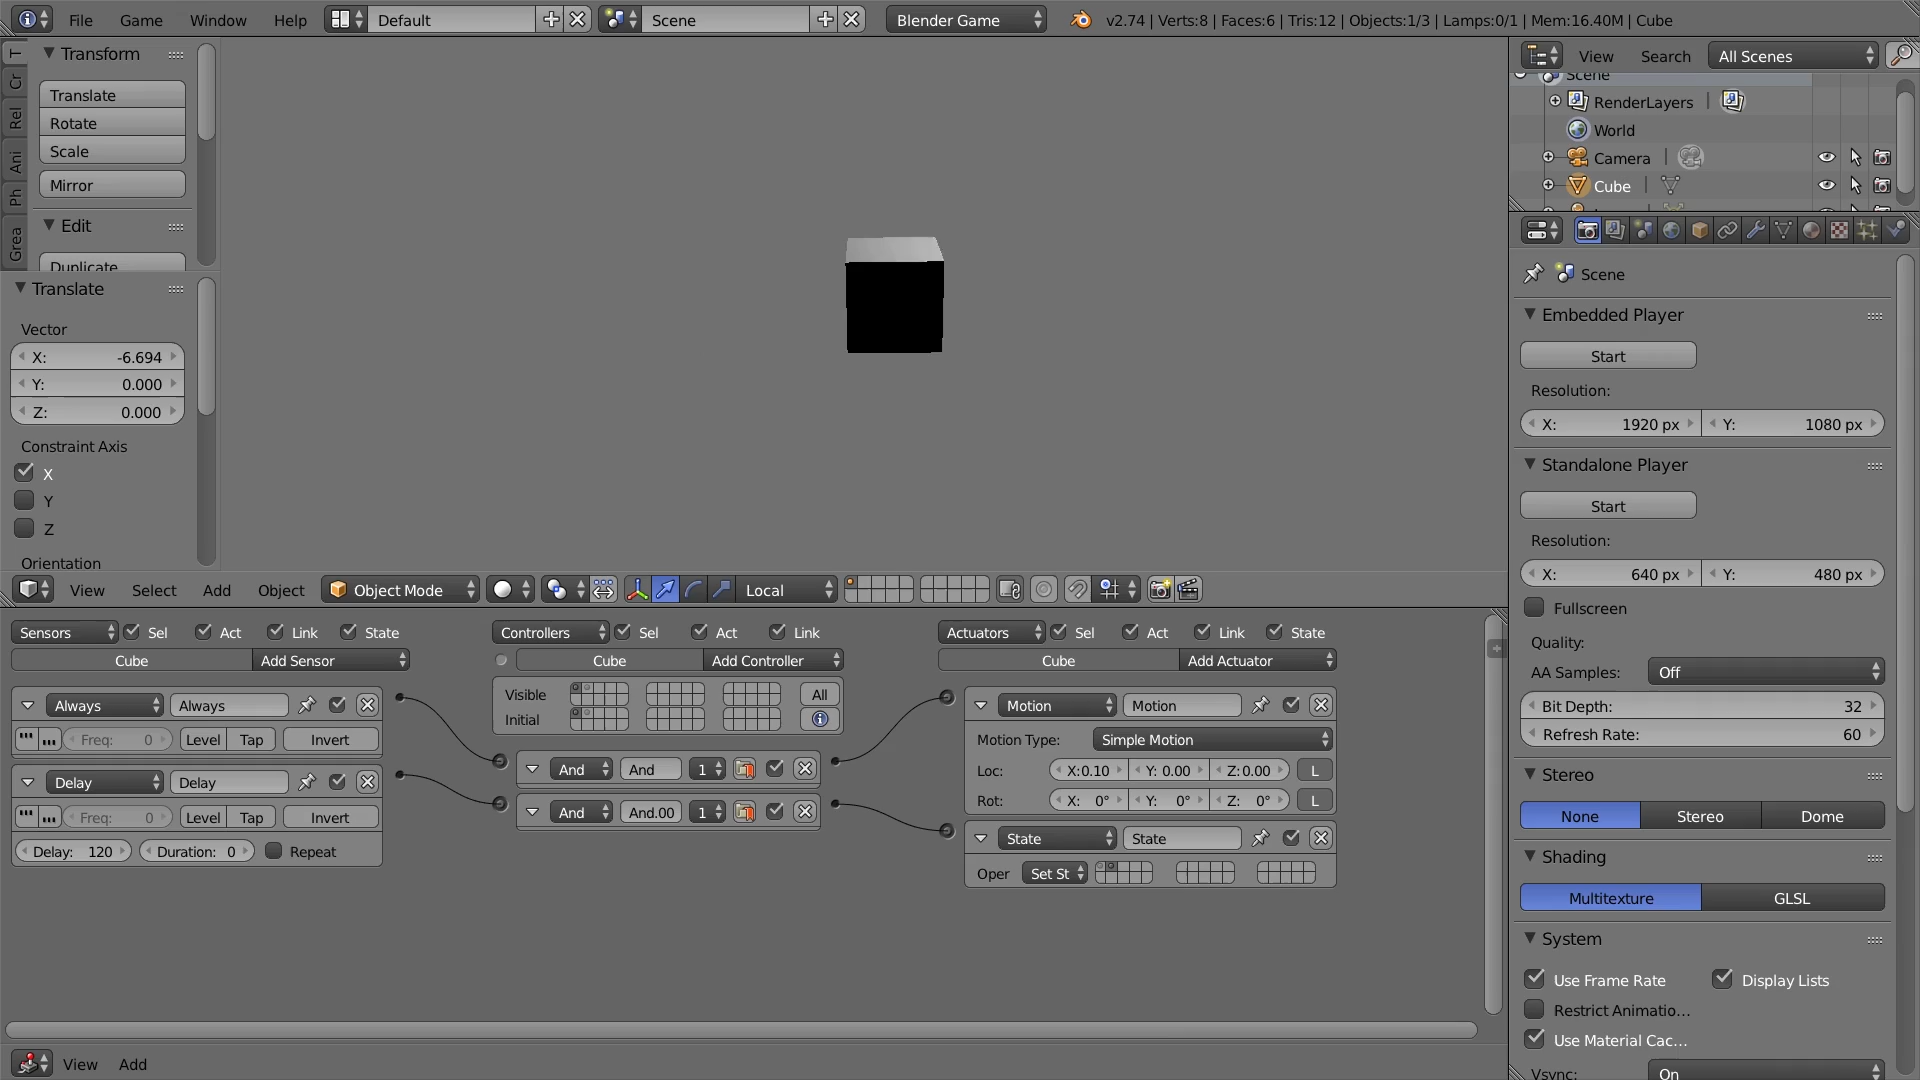 File Game Window Help Default Scene Blender Game v2.74 | Verts:8 | Faces:6 | Tris:12 | Objects:1/3 | Lamps:0/1 | Mem:16.40M | Cube
T
Cr
Rel
Ani
Ph
Grea
Transform
Translate
Rotate
Scale
Mirror
Edit
Duplicate
Translate
Vector
X: -6.694
Y: 0.000
Z: 0.000
Constraint Axis
X
Y
Z
Orientation
View Select Add Object Object Mode Local
Sensors Sel Act Link State
Cube Add Sensor
Always Always
Freq: 0 Level Tap Invert
Delay Delay
Freq: 0 Level Tap Invert
Delay: 120 Duration: 0 Repeat
Controllers Sel Act Link
Cube Add Controller
Visible All
Initial
And And 1
And And.00 1
Actuators Sel Act Link State
Cube Add Actuator
Motion Motion
Motion Type: Simple Motion
Loc: X:0.10 Y: 0.00 Z:0.00 L
Rot: X: 0° Y: 0° Z: 0° L
State State
Oper Set St
View Add
View Search All Scenes
Scene
RenderLayers
World
Camera
Cube
Scene
Embedded Player
Start
Resolution:
X: 1920 px Y: 1080 px
Standalone Player
Start
Resolution:
X: 640 px Y: 480 px
Fullscreen
Quality:
AA Samples: Off
Bit Depth: 32
Refresh Rate: 60
Stereo
None Stereo Dome
Shading
Multitexture GLSL
System
Use Frame Rate Display Lists
Restrict Animatio...
Use Material Cac...
Vsync: On